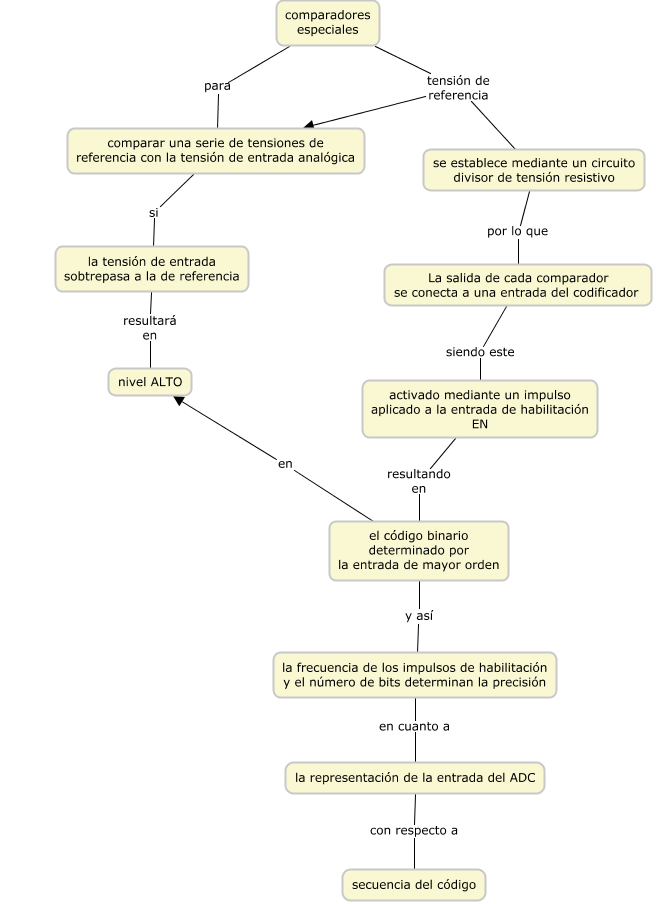 comparadores
especiales
para
tensión de
referencia
comparar una serie de tensiones de
referencia con la tensión de entrada analógica
se establece mediante un circuito
divisor de tensión resistivo
si
por lo que
la tensión de entrada
sobtrepasa a la de referencia
La salida de cada comparador
se conecta a una entrada del codificador
resultará
en
siendo este
nivel ALTO
activado mediante un impulso
aplicado a la entrada de habilitación
EN
en
resultando
en
el código binario
determinado por
la entrada de mayor orden
y así
la frecuencia de los impulsos de habilitación
y el número de bits determinan la precisión
en cuanto a
la representación de la entrada del ADC
con respecto a
secuencia del código